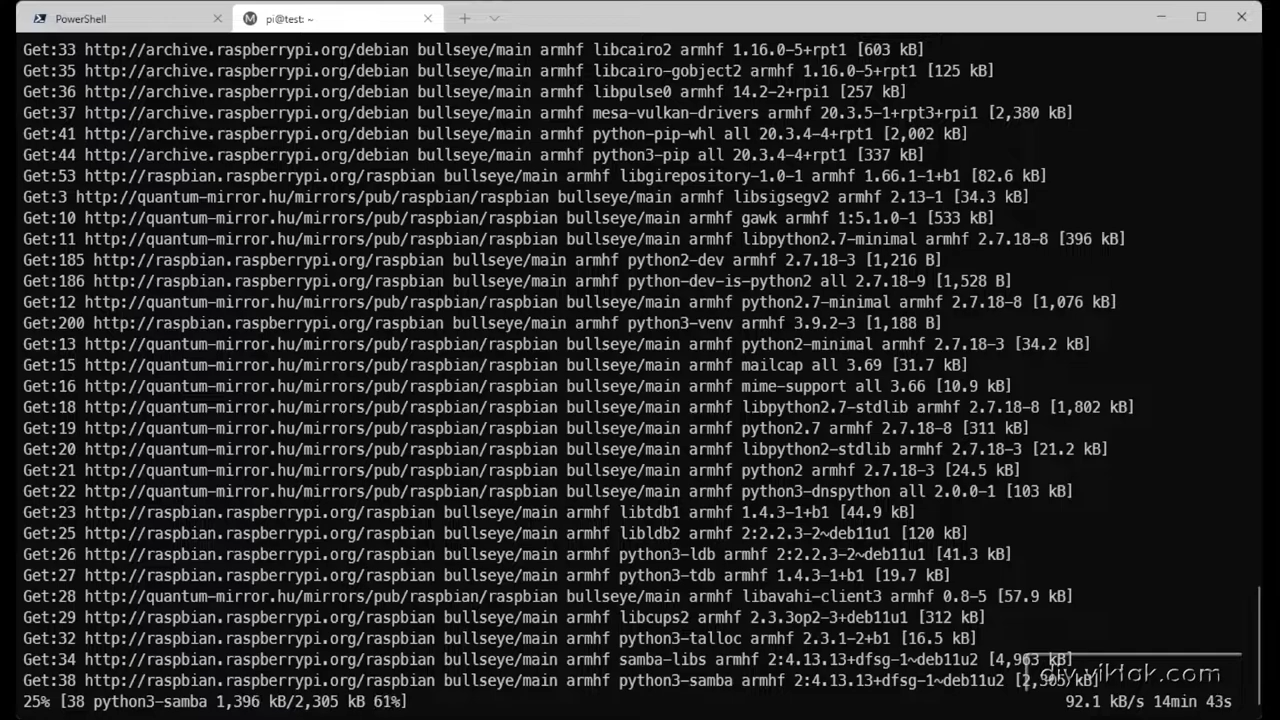 PowerShell
pi@test: ~
Get:33 http://archive.raspberrypi.org/debian bullseye/main armhf libcairo2 armhf 1.16.0-5+rpt1 [603 kB]
Get:35 http://archive.raspberrypi.org/debian bullseye/main armhf libcairo-gobject2 armhf 1.16.0-5+rpt1 [125 kB]
Get:36 http://archive.raspberrypi.org/debian bullseye/main armhf libpulse0 armhf 14.2-2+rpi1 [257 kB]
Get:37 http://archive.raspberrypi.org/debian bullseye/main armhf mesa-vulkan-drivers armhf 20.3.5-1+rpt3+rpi1 [2,380 kB]
Get:41 http://archive.raspberrypi.org/debian bullseye/main armhf python-pip-whl all 20.3.4-4+rpt1 [2,002 kB]
Get:44 http://archive.raspberrypi.org/debian bullseye/main armhf python3-pip all 20.3.4-4+rpt1 [337 kB]
Get:53 http://raspbian.raspberrypi.org/raspbian bullseye/main armhf libgirepository-1.0-1 armhf 1.66.1-1+b1 [82.6 kB]
Get:3 http://quantum-mirror.hu/mirrors/pub/raspbian/raspbian bullseye/main armhf libsigsegv2 armhf 2.13-1 [34.3 kB]
Get:10 http://quantum-mirror.hu/mirrors/pub/raspbian/raspbian bullseye/main armhf gawk armhf 1:5.1.0-1 [533 kB]
Get:11 http://quantum-mirror.hu/mirrors/pub/raspbian/raspbian bullseye/main armhf libpython2.7-minimal armhf 2.7.18-8 [396 kB]
Get:185 http://raspbian.raspberrypi.org/raspbian bullseye/main armhf python2-dev armhf 2.7.18-3 [1,216 B]
Get:186 http://raspbian.raspberrypi.org/raspbian bullseye/main armhf python-dev-is-python2 all 2.7.18-9 [1,528 B]
Get:12 http://quantum-mirror.hu/mirrors/pub/raspbian/raspbian bullseye/main armhf python2.7-minimal armhf 2.7.18-8 [1,076 kB]
Get:200 http://raspbian.raspberrypi.org/raspbian bullseye/main armhf python3-venv armhf 3.9.2-3 [1,188 B]
Get:13 http://quantum-mirror.hu/mirrors/pub/raspbian/raspbian bullseye/main armhf python2-minimal armhf 2.7.18-3 [34.2 kB]
Get:15 http://quantum-mirror.hu/mirrors/pub/raspbian/raspbian bullseye/main armhf mailcap all 3.69 [31.7 kB]
Get:16 http://quantum-mirror.hu/mirrors/pub/raspbian/raspbian bullseye/main armhf mime-support all 3.66 [10.9 kB]
Get:18 http://quantum-mirror.hu/mirrors/pub/raspbian/raspbian bullseye/main armhf libpython2.7-stdlib armhf 2.7.18-8 [1,802 kB]
Get:19 http://quantum-mirror.hu/mirrors/pub/raspbian/raspbian bullseye/main armhf python2.7 armhf 2.7.18-8 [311 kB]
Get:20 http://quantum-mirror.hu/mirrors/pub/raspbian/raspbian bullseye/main armhf libpython2-stdlib armhf 2.7.18-3 [21.2 kB]
Get:21 http://quantum-mirror.hu/mirrors/pub/raspbian/raspbian bullseye/main armhf python2 armhf 2.7.18-3 [24.5 kB]
Get:22 http://quantum-mirror.hu/mirrors/pub/raspbian/raspbian bullseye/main armhf python3-dnspython all 2.0.0-1 [103 kB]
Get:23 http://raspbian.raspberrypi.org/raspbian bullseye/main armhf libtdb1 armhf 1.4.3-1+b1 [44.9 kB]
Get:25 http://raspbian.raspberrypi.org/raspbian bullseye/main armhf libldb2 armhf 2:2.2.3-2~deb11u1 [120 kB]
Get:26 http://raspbian.raspberrypi.org/raspbian bullseye/main armhf python3-ldb armhf 2:2.2.3-2~deb11u1 [41.3 kB]
Get:27 http://raspbian.raspberrypi.org/raspbian bullseye/main armhf python3-tdb armhf 1.4.3-1+b1 [19.7 kB]
Get:28 http://quantum-mirror.hu/mirrors/pub/raspbian/raspbian bullseye/main armhf libavahi-client3 armhf 0.8-5 [57.9 kB]
Get:29 http://raspbian.raspberrypi.org/raspbian bullseye/main armhf libcups2 armhf 2.3.3op2-3+deb11u1 [312 kB]
Get:32 http://raspbian.raspberrypi.org/raspbian bullseye/main armhf python3-talloc armhf 2.3.1-2+b1 [16.5 kB]
Get:34 http://raspbian.raspberrypi.org/raspbian bullseye/main armhf samba-libs armhf 2:4.13.13+dfsg-1~deb11u2 [4,963 kB]
Get:38 http://raspbian.raspberrypi.org/raspbian bullseye/main armhf python3-samba armhf 2:4.13.13+dfsg-1~deb11u2 [2,305 kB]
diy.viktak.com
25% [38 python3-samba 1,396 kB/2,305 kB 61%] 92.1 kB/s 14min 43s